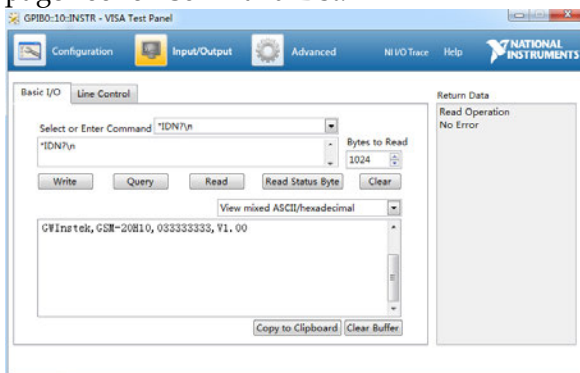 GPIB0::10::INSTR - VISA Test Panel
Configuration
Input/Output
Advanced
NI I/O Trace
Help
NATIONAL
INSTRUMENTS
Basic I/O
Line Control
Return Data
Read Operation
No Error
Select or Enter Command
*IDN?\n
*IDN?\n
Bytes to Read
1024
Write
Query
Read
Read Status Byte
Clear
View mixed ASCII/hexadecimal
GWInstek,GSM-20H10,033333333,V1.00
Copy to Clipboard
Clear Buffer